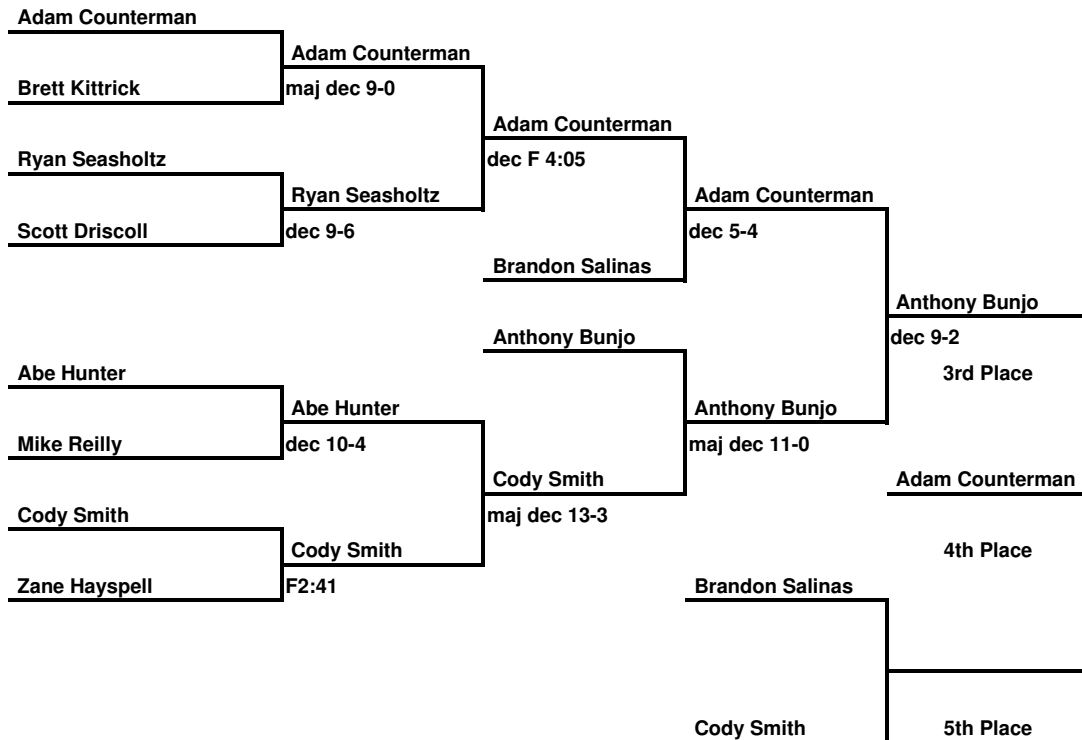 Adam Counterman
Adam Counterman
Brett Kittrick
maj dec 9-0
Adam Counterman
Ryan Seasholtz
dec F 4:05
Ryan Seasholtz
Adam Counterman
Scott Driscoll
dec 9-6
dec 5-4
Brandon Salinas
Anthony Bunjo
Anthony Bunjo
dec 9-2
Abe Hunter
3rd Place
Abe Hunter
Anthony Bunjo
Mike Reilly
dec 10-4
maj dec 11-0
Cody Smith
Adam Counterman
Cody Smith
maj dec 13-3
Cody Smith
4th Place
Zane Hayspell
F2:41
Brandon Salinas
Cody Smith
5th Place